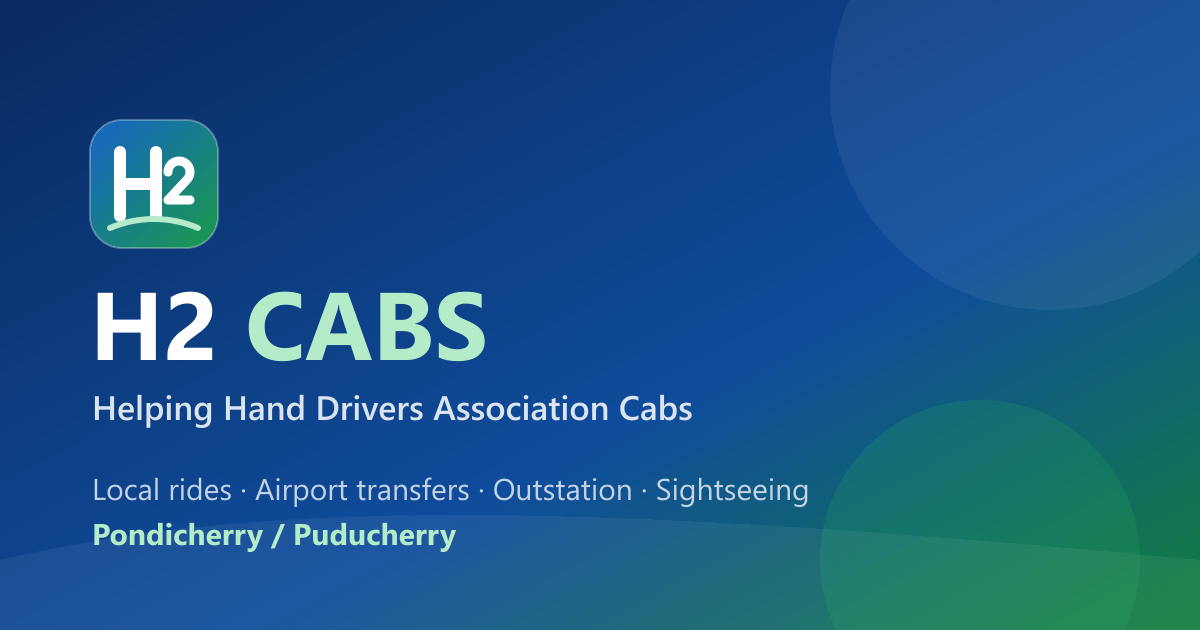 H2
H2 CABS
Helping Hand Drivers Association Cabs
Local rides · Airport transfers · Outstation · Sightseeing
Pondicherry / Puducherry